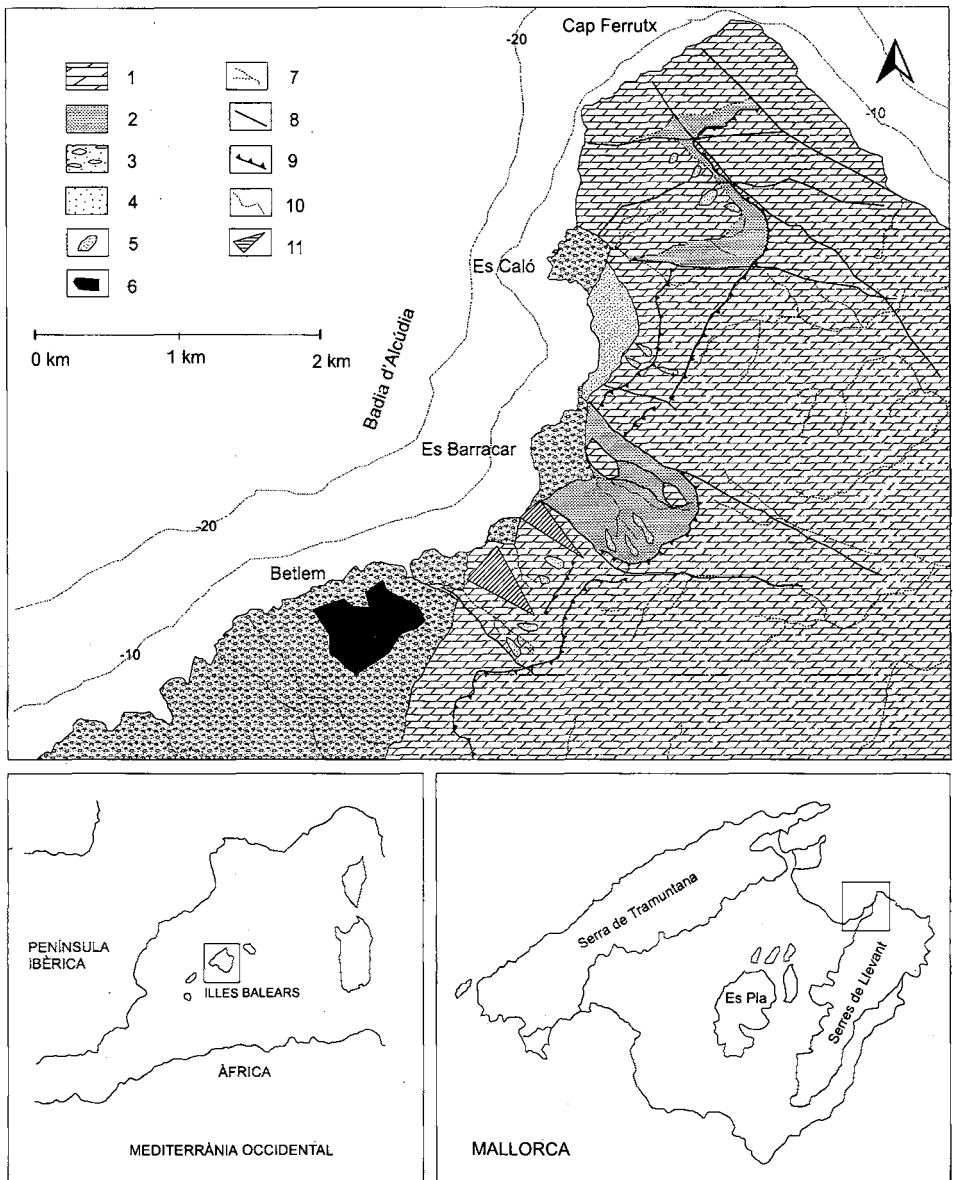 Cap Ferrutx
-20
-10
1
2
3
4
5
6
7
8
9
10
11
0 km
1 km
2 km
Es Caló
Badia d'Alcúdia
Es Barracar
-20
Betlem
-10
PENÍNSULA
IBÈRICA
ILLES BALEARS
ÀFRICA
MEDITERRÀNIA OCCIDENTAL
Serra de Tramuntana
Es Pla
Serres de Llevant
MALLORCA